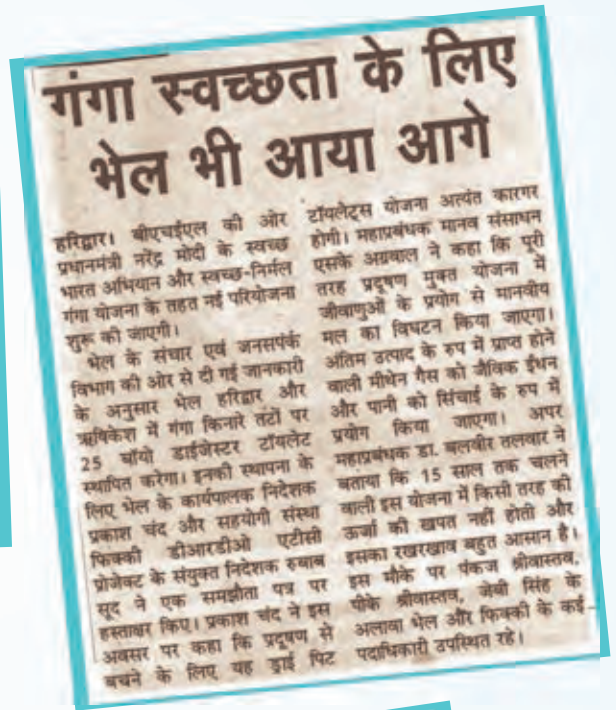 गंगा स्वच्छता के लिए
भेल भी आया आगे
हरिद्वार। बीएचईएल की ओर
प्रधानमंत्री नरेंद्र मोदी के स्वच्छ
भारत अभियान और स्वच्छ-निर्मल
गंगा योजना के तहत नई परियोजना
शुरू की जाएगी।
भेल के संचार एवं जनसपंर्क
विभाग की ओर से दी गई जानकारी
के अनुसार भेल हरिद्वार और
ऋषिकेश में गंगा किनारे तटों पर
25 बॉयो डाईजेस्टर टॉयलेट
स्थापित करेगा। इनकी स्थापना के
लिए भेल के कार्यपालक निदेशक
प्रकाश चंद और सहयोगी संस्था
फिक्की डीआरडीओ एटीसी
प्रोजेक्ट के संयुक्त निदेशक रुबाब
सूद ने एक समझौता पत्र पर
हस्ताक्षर किए। प्रकाश चंद ने इस
अवसर पर कहा कि प्रदूषण से
बचने के लिए यह ड्राई पिट
टॉयलेट्स योजना अत्यंत कारगर
होगी। महाप्रबंधक मानव संसाधन
एसके अग्रवाल ने कहा कि पूरी
तरह प्रदूषण मुक्त योजना में
जीवाणुओं के प्रयोग से मानवीय
मल का विघटन किया जाएगा।
अंतिम उत्पाद के रुप में प्राप्त होने
वाली मीथेन गैस को जैविक ईंधन
और पानी को सिंचाई के रुप में
प्रयोग किया जाएगा। अपर
महाप्रबंधक डा. बलबीर तलवार ने
बताया कि 15 साल तक चलने
वाली इस योजना में किसी तरह की
ऊर्जा की खपत नहीं होती और
इसका रखरखाव बहुत आसान है।
इस मौके पर पंकज श्रीवास्तव,
पीके श्रीवास्तव, जेबी सिंह के
अलावा भेल और फिक्की के कई
पदाधिकारी उपस्थित रहे।